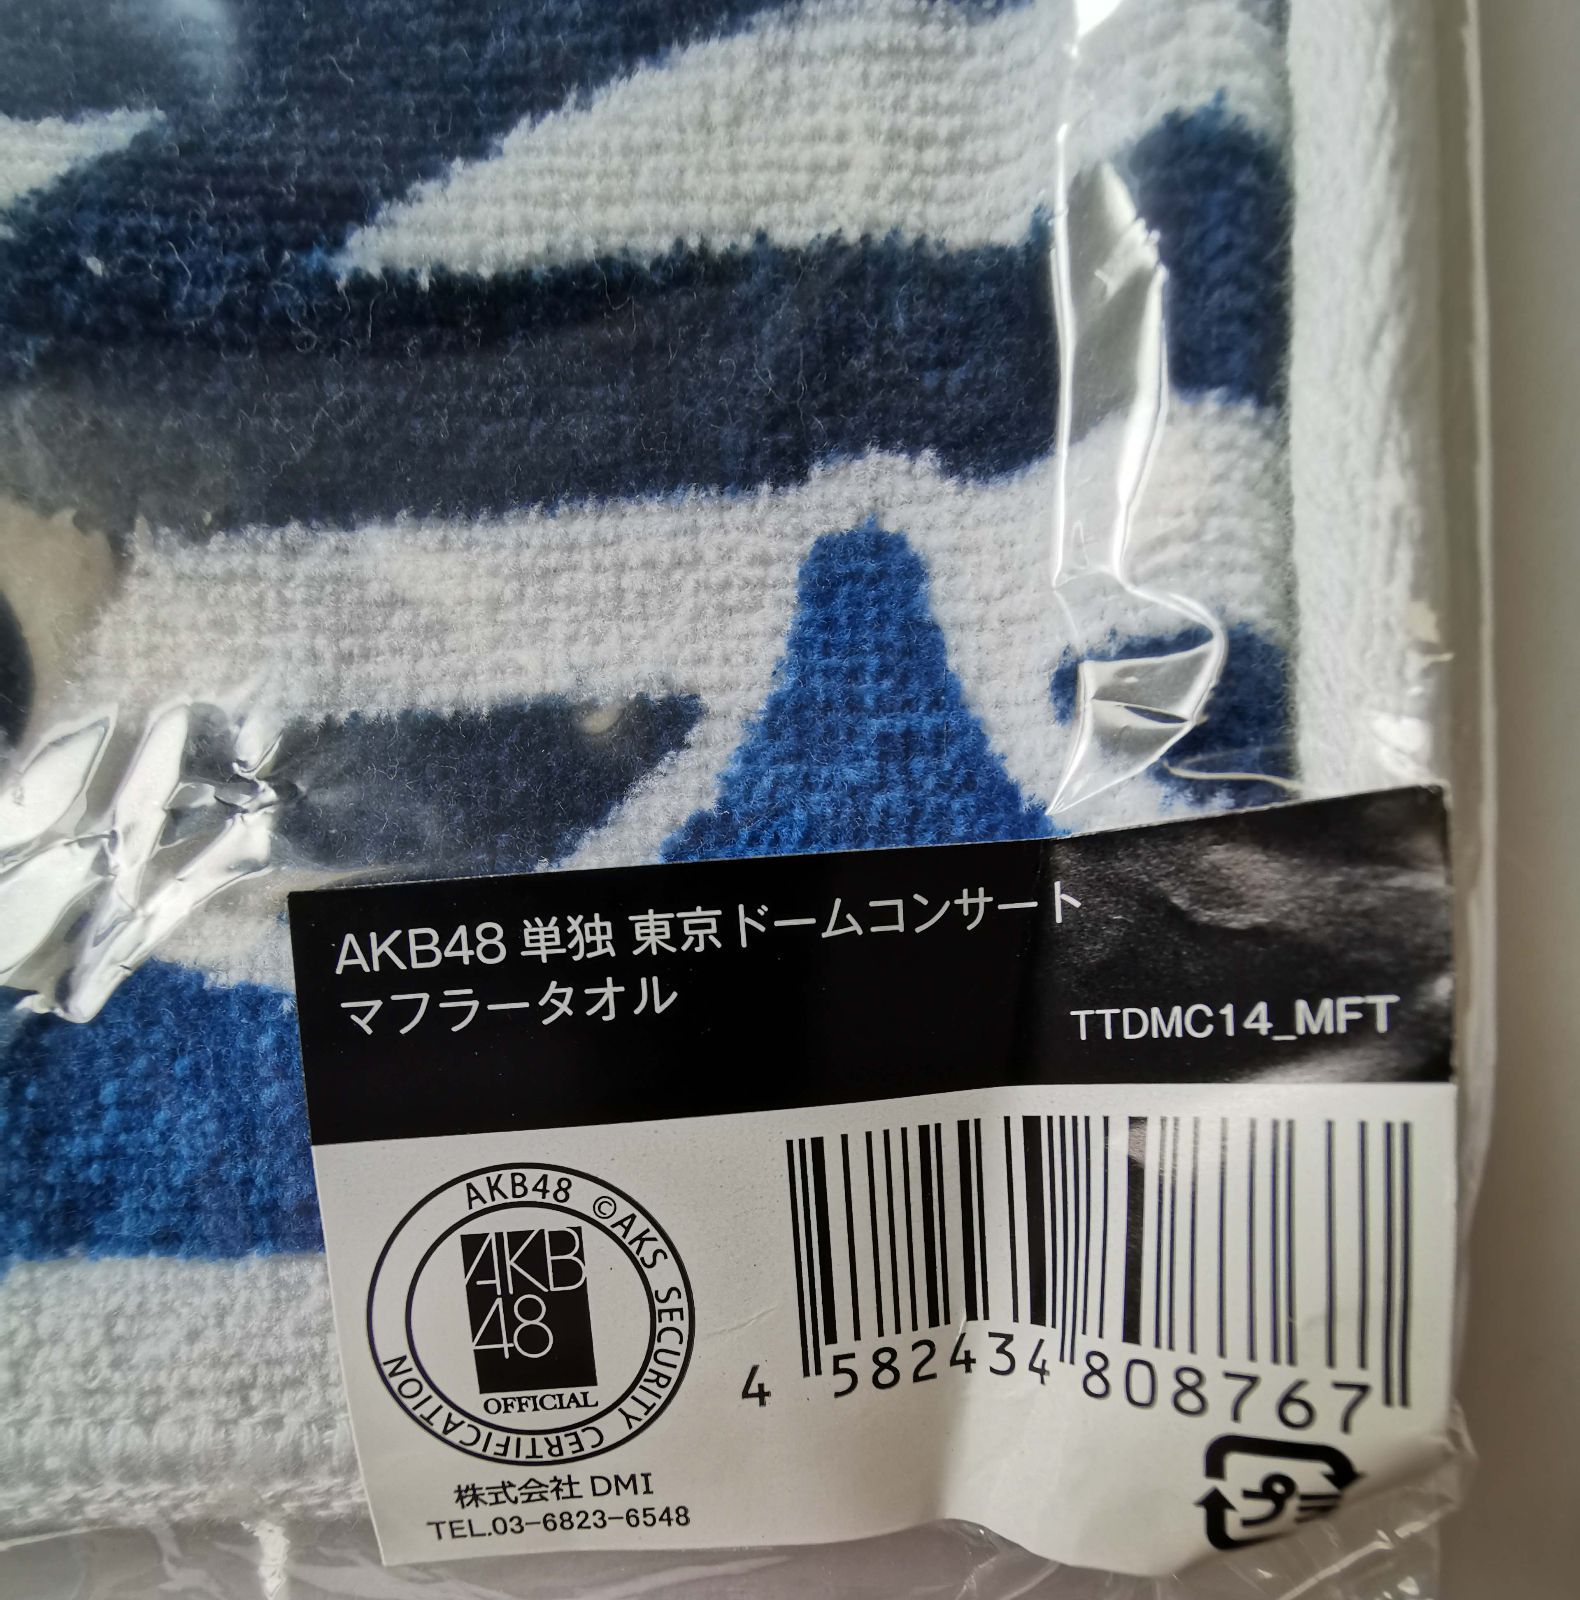 AKB48 単独 東京ドームコンサート
マフラータオル
TTDMC14_MFT
AKB48 ©AKS SECURITY CERTIFICATION
AKB
48
OFFICIAL
株式会社 DMI
TEL.03-6823-6548
4 582434 808767
プラ